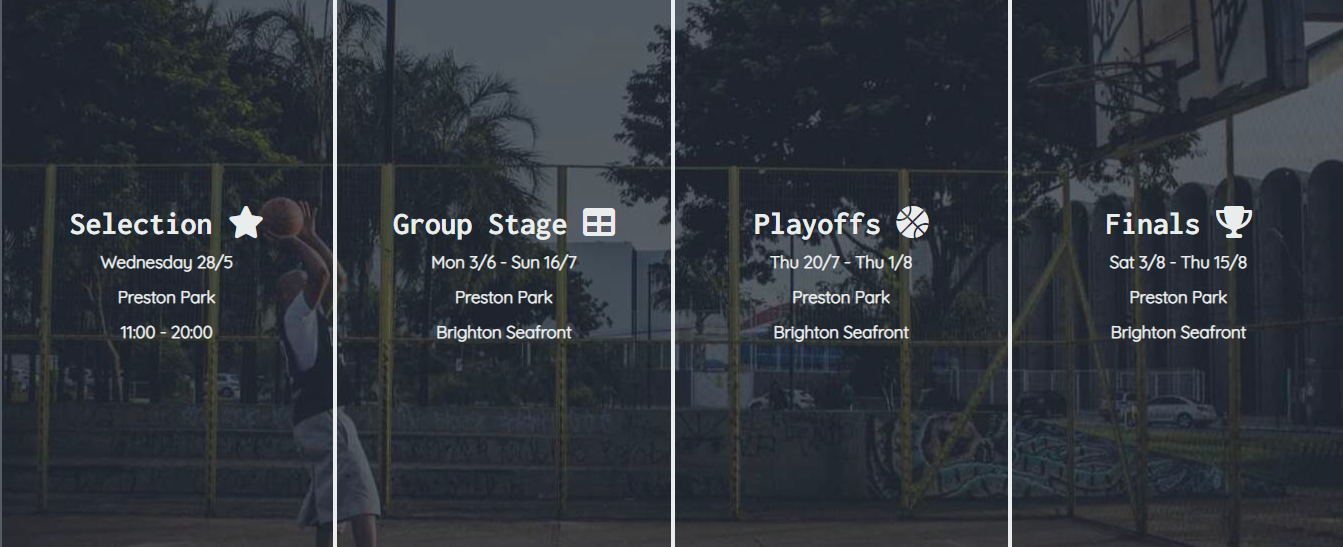 Selection
Wednesday 28/5
Preston Park
11:00 - 20:00
Group Stage
Mon 3/6 - Sun 16/7
Preston Park
Brighton Seafront
Playoffs
Thu 20/7 - Thu 1/8
Preston Park
Brighton Seafront
Finals
Sat 3/8 - Thu 15/8
Preston Park
Brighton Seafront